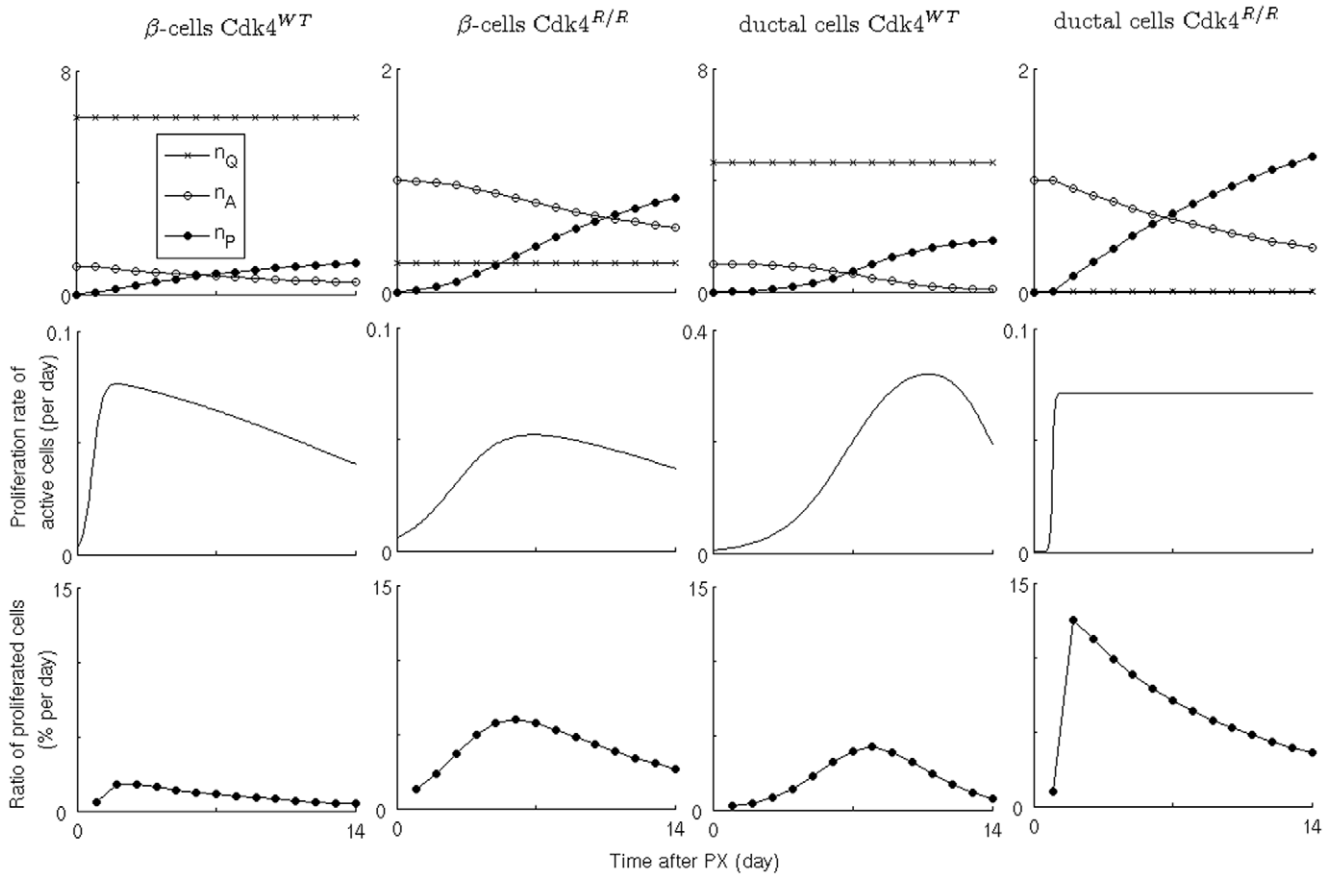 β-cells Cdk4^WT
β-cells Cdk4^R/R
ductal cells Cdk4^WT
ductal cells Cdk4^R/R
8
0
n_Q
n_A
n_P
2
0
8
0
2
0
Proliferation rate of
active cells (per day)
0.1
0
0.1
0
0.4
0
0.1
0
Ratio of proliferated cells
(% per day)
15
0
15
0
15
0
15
0
0
14
0
14
0
14
0
14
Time after PX (day)